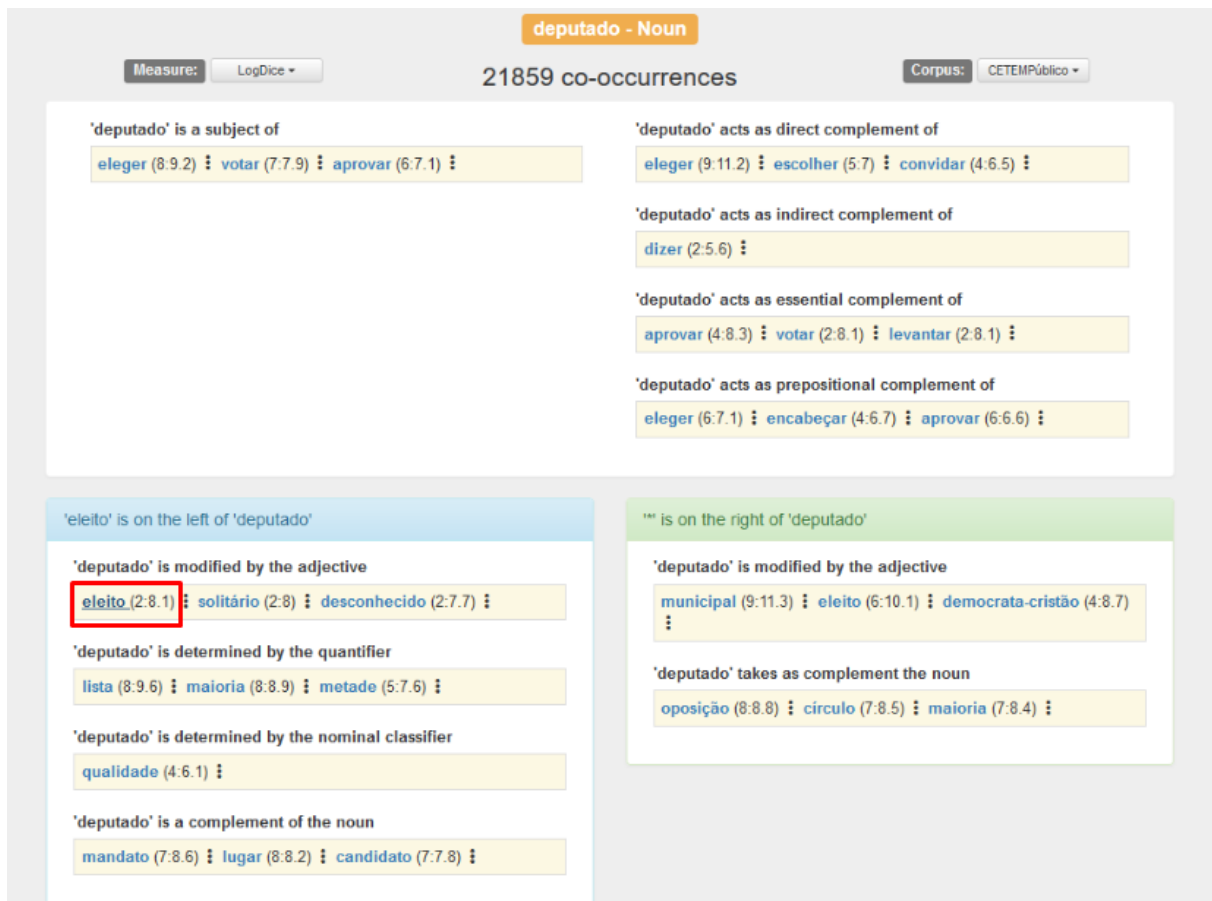 deputado - Noun
Measure: LogDice
21859 co-occurrences
Corpus: CETEMPúblico
'deputado' is a subject of
eleger (8:9.2) ⋮ votar (7:7.9) ⋮ aprovar (6:7.1) ⋮
'deputado' acts as direct complement of
eleger (9:11.2) ⋮ escolher (5:7) ⋮ convidar (4:6.5) ⋮
'deputado' acts as indirect complement of
dizer (2:5.6) ⋮
'deputado' acts as essential complement of
aprovar (4:8.3) ⋮ votar (2:8.1) ⋮ levantar (2:8.1) ⋮
'deputado' acts as prepositional complement of
eleger (6:7.1) ⋮ encabeçar (4:6.7) ⋮ aprovar (6:6.6) ⋮
'eleito' is on the left of 'deputado'
'deputado' is modified by the adjective
eleito (2:8.1) ⋮ solitário (2:8) ⋮ desconhecido (2:7.7) ⋮
'deputado' is determined by the quantifier
lista (8:9.6) ⋮ maioria (8:8.9) ⋮ metade (5:7.6) ⋮
'deputado' is determined by the nominal classifier
qualidade (4:6.1) ⋮
'deputado' is a complement of the noun
mandato (7:8.6) ⋮ lugar (8:8.2) ⋮ candidato (7:7.8) ⋮
'*' is on the right of 'deputado'
'deputado' is modified by the adjective
municipal (9:11.3) ⋮ eleito (6:10.1) ⋮ democrata-cristão (4:8.7)
⋮
'deputado' takes as complement the noun
oposição (8:8.8) ⋮ círculo (7:8.5) ⋮ maioria (7:8.4) ⋮